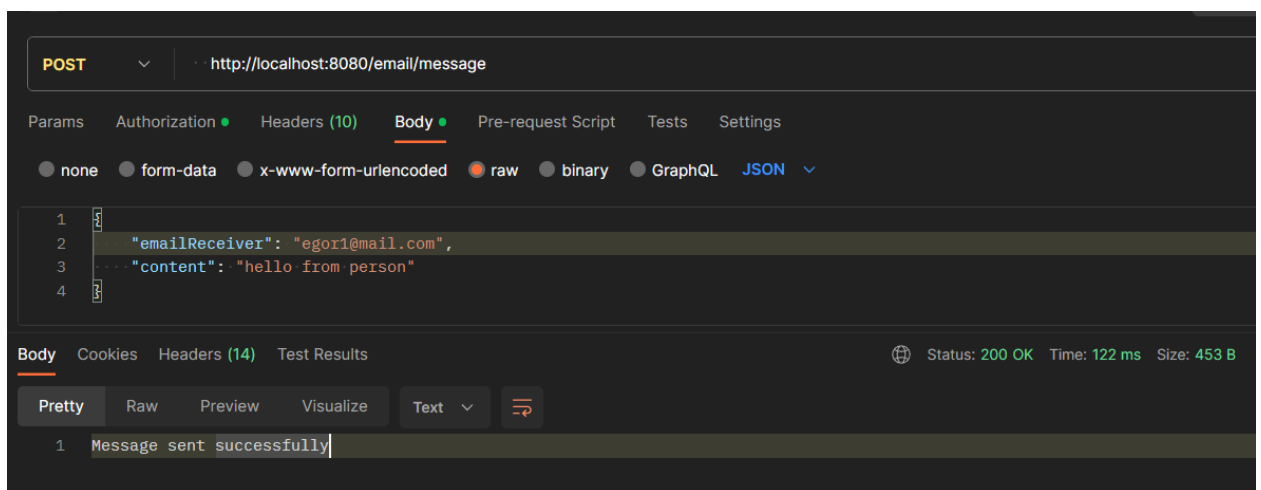 POST http://localhost:8080/email/message
Params Authorization Headers (10) Body Pre-request Script Tests Settings
none form-data x-www-form-urlencoded raw binary GraphQL JSON
1 {
2 "emailReceiver": "egor1@mail.com",
3 "content": "hello from person"
4 }
Body Cookies Headers (14) Test Results Status: 200 OK Time: 122 ms Size: 453 B
Pretty Raw Preview Visualize Text
1 Message sent successfully